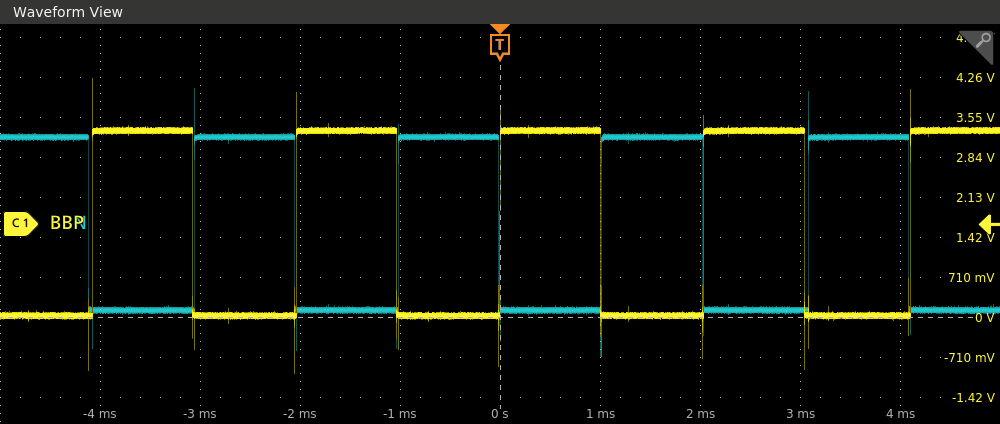 Waveform View
T
4.26 V
3.55 V
2.84 V
2.13 V
C1 BBP
1.42 V
710 mV
0 V
-710 mV
-1.42 V
-4 ms -3 ms -2 ms -1 ms 0 s 1 ms 2 ms 3 ms 4 ms